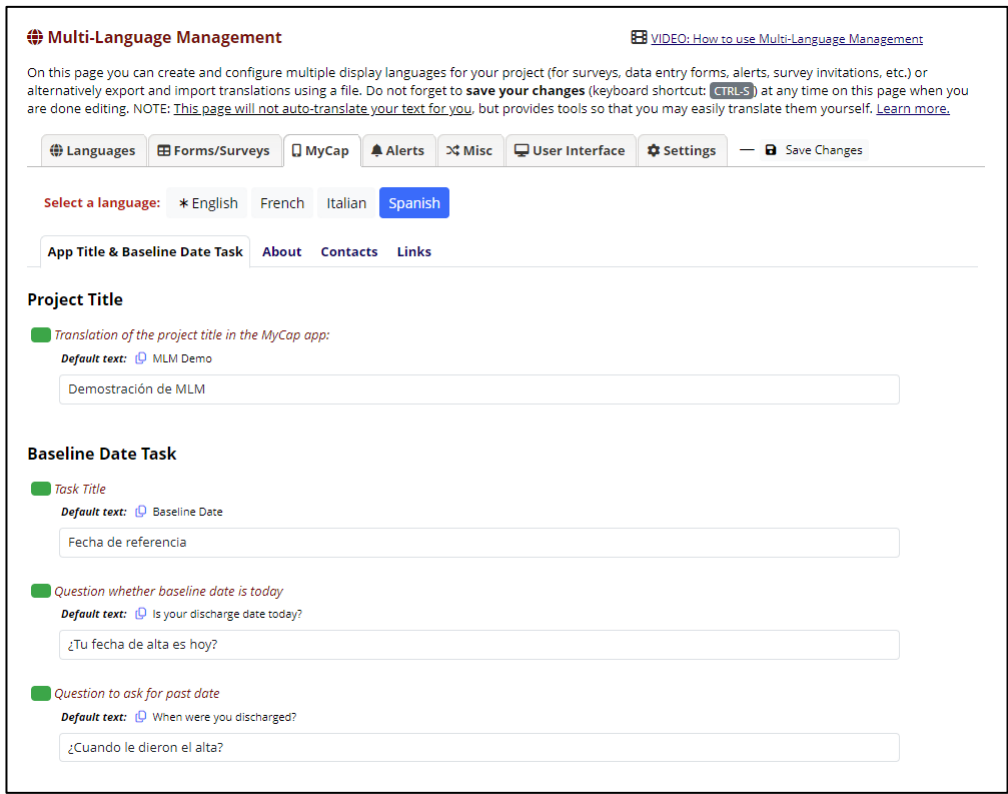 Multi-Language Management
VIDEO: How to use Multi-Language Management
On this page you can create and configure multiple display languages for your project (for surveys, data entry forms, alerts, survey invitations, etc.) or
alternatively export and import translations using a file. Do not forget to save your changes (keyboard shortcut: CTRL-S) at any time on this page when you
are done editing. NOTE: This page will not auto-translate your text for you, but provides tools so that you may easily translate them yourself. Learn more.
Languages Forms/Surveys MyCap Alerts Misc User Interface Settings — Save Changes
Select a language: * English French Italian Spanish
App Title & Baseline Date Task About Contacts Links
Project Title
Translation of the project title in the MyCap app:
Default text: MLM Demo
Demostración de MLM
Baseline Date Task
Task Title
Default text: Baseline Date
Fecha de referencia
Question whether baseline date is today
Default text: Is your discharge date today?
¿Tu fecha de alta es hoy?
Question to ask for past date
Default text: When were you discharged?
¿Cuando le dieron el alta?